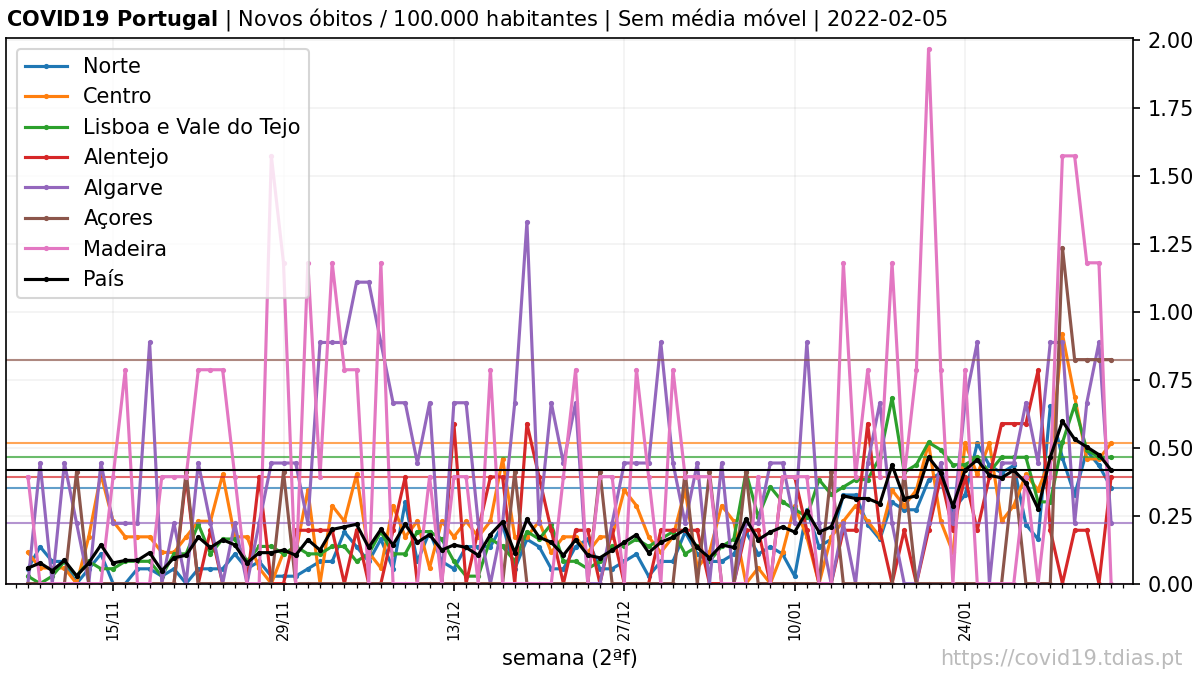 COVID19 Portugal | Novos óbitos / 100.000 habitantes | Sem média móvel | 2022-02-05
Norte
Centro
Lisboa e Vale do Tejo
Alentejo
Algarve
Açores
Madeira
País
2.00
1.75
1.50
1.25
1.00
0.75
0.50
0.25
0.00
15/11
29/11
13/12
27/12
10/01
24/01
semana (2ªf)
https://covid19.tdias.pt